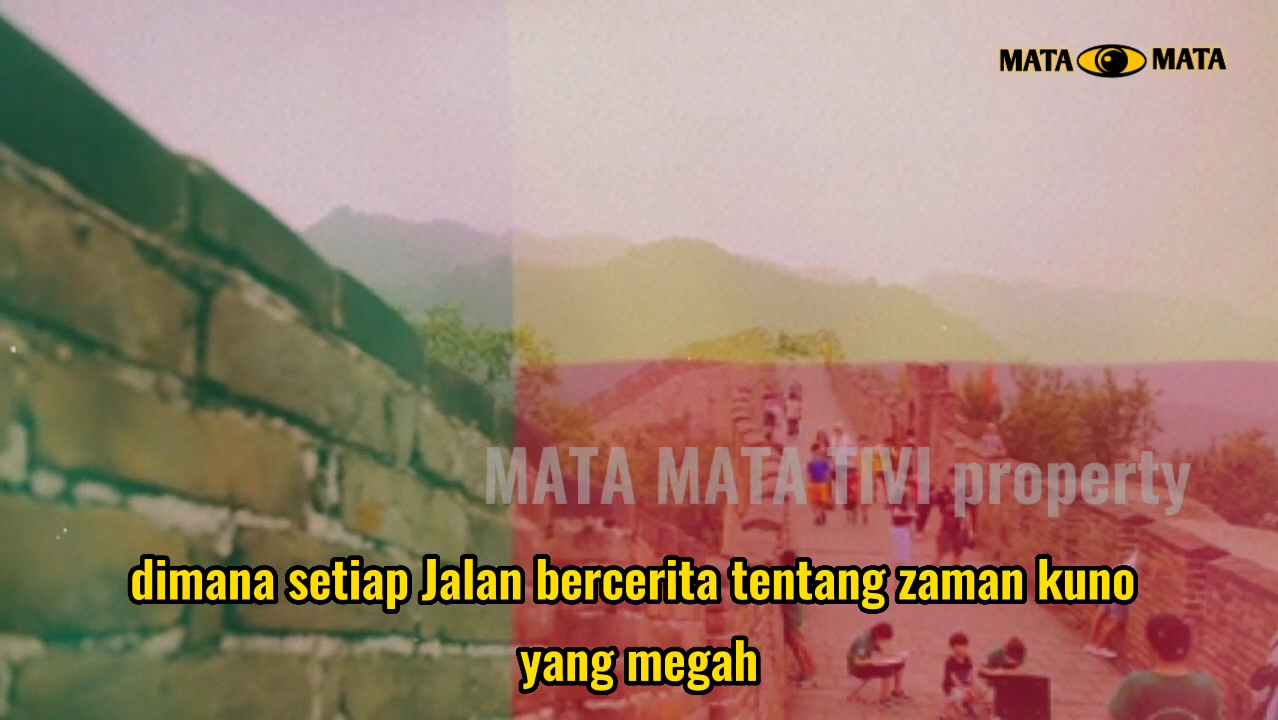 MATA MATA
MATA MATA TIVI property
dimana setiap Jalan bercerita tentang zaman kuno
yang megah